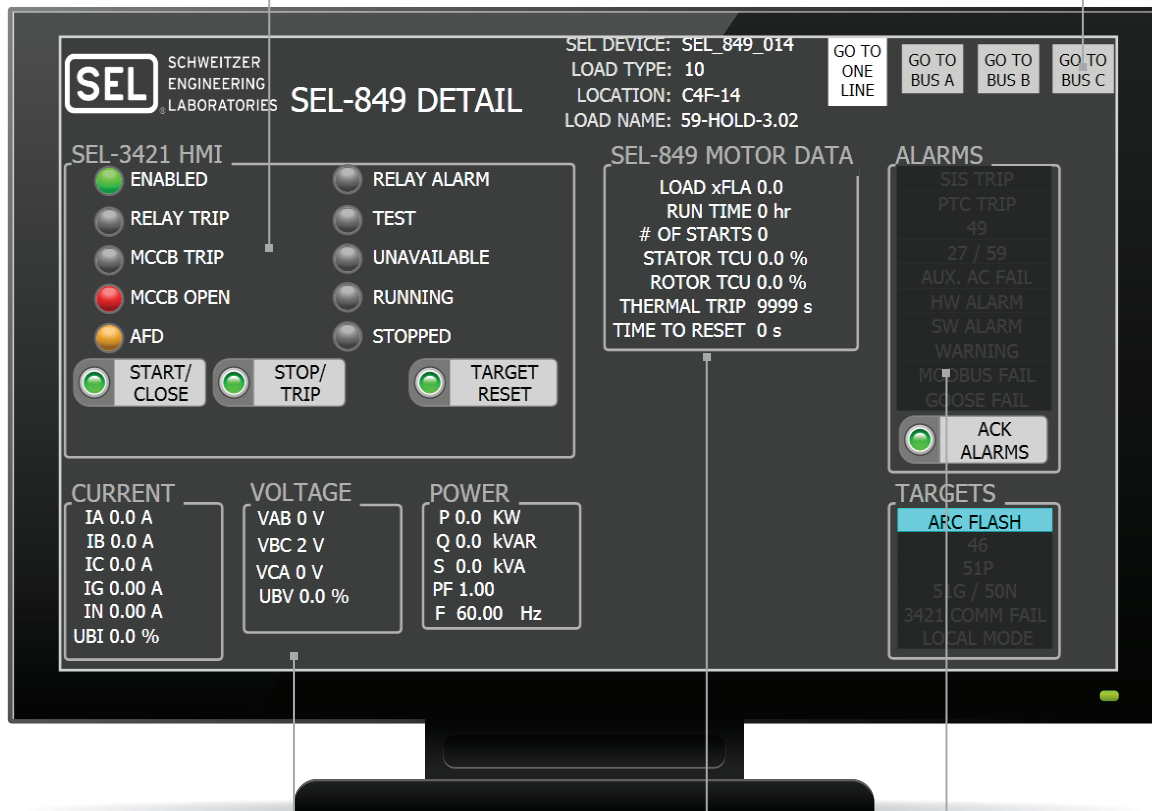 SEL
SCHWEITZER
ENGINEERING
LABORATORIES
SEL-849 DETAIL
SEL DEVICE: SEL_849_014
LOAD TYPE: 10
LOCATION: C4F-14
LOAD NAME: 59-HOLD-3.02
GO TO
ONE
LINE
GO TO
BUS A
GO TO
BUS B
GO TO
BUS C
SEL-3421 HMI
ENABLED
RELAY TRIP
MCCB TRIP
MCCB OPEN
AFD
RELAY ALARM
TEST
UNAVAILABLE
RUNNING
STOPPED
START/
CLOSE
STOP/
TRIP
TARGET
RESET
SEL-849 MOTOR DATA
LOAD xFLA 0.0
RUN TIME 0 hr
# OF STARTS 0
STATOR TCU 0.0 %
ROTOR TCU 0.0 %
THERMAL TRIP 9999 s
TIME TO RESET 0 s
ALARMS
SIS TRIP
PTC TRIP
49
27 / 59
AUX. AC FAIL
HW ALARM
SW ALARM
WARNING
MODBUS FAIL
GOOSE FAIL
ACK
ALARMS
CURRENT
IA 0.0 A
IB 0.0 A
IC 0.0 A
IG 0.00 A
IN 0.00 A
UBI 0.0 %
VOLTAGE
VAB 0 V
VBC 2 V
VCA 0 V
UBV 0.0 %
POWER
P 0.0 KW
Q 0.0 kVAR
S 0.0 kVA
PF 1.00
F 60.00 Hz
TARGETS
ARC FLASH
46
51P
51G / 50N
3421 COMM FAIL
LOCAL MODE